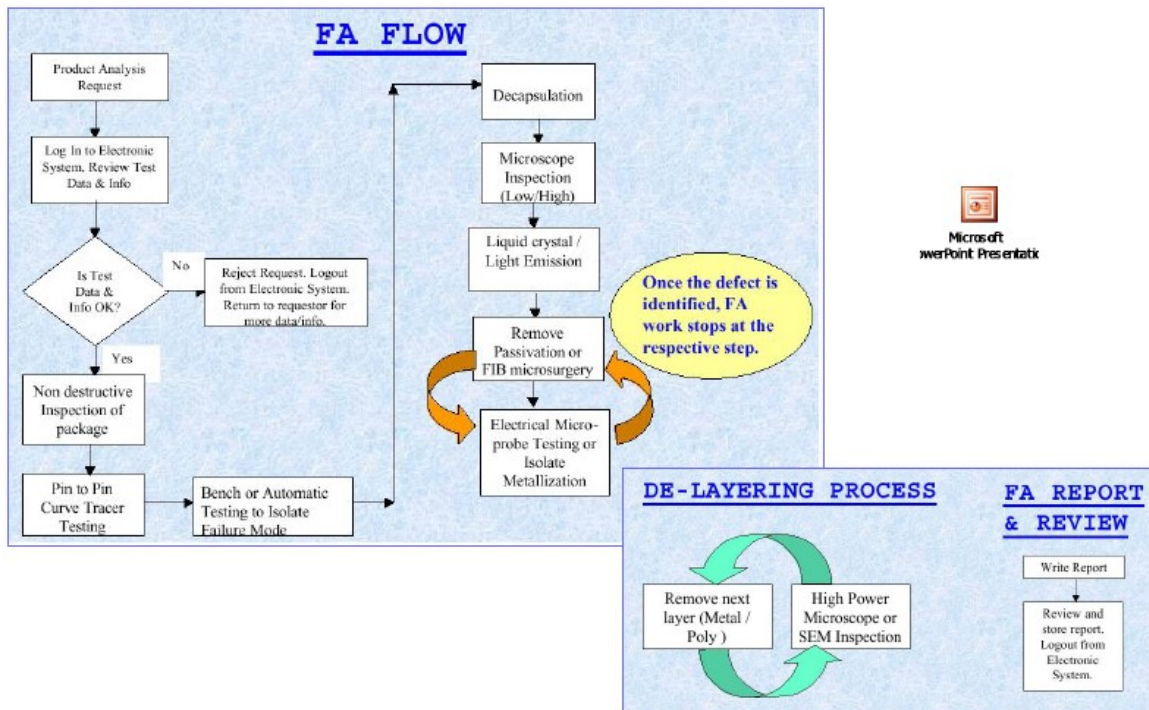 FA FLOW
Product Analysis
Request
Log In to Electronic
System. Review Test
Data & Info
Is Test
Data &
Info OK?
No
Reject Request. Logout
from Electronic System.
Return to requestor for
more data/info.
Yes
Non destructive
Inspection of
package
Pin to Pin
Curve Tracer
Testing
Bench or Automatic
Testing to Isolate
Failure Mode
Decapsulation
Microscope
Inspection
(Low/High)
Liquid crystal /
Light Emission
Remove
Passivation or
FIB microsurgery
Electrical Micro-
probe Testing or
Isolate
Metallization
Once the defect is
identified, FA
work stops at the
respective step.
Microsoft
owerPoint Presentatic
DE-LAYERING PROCESS
Remove next
layer (Metal /
Poly )
High Power
Microscope or
SEM Inspection
FA REPORT
& REVIEW
Write Report
Review and
store report.
Logout from
Electronic
System.